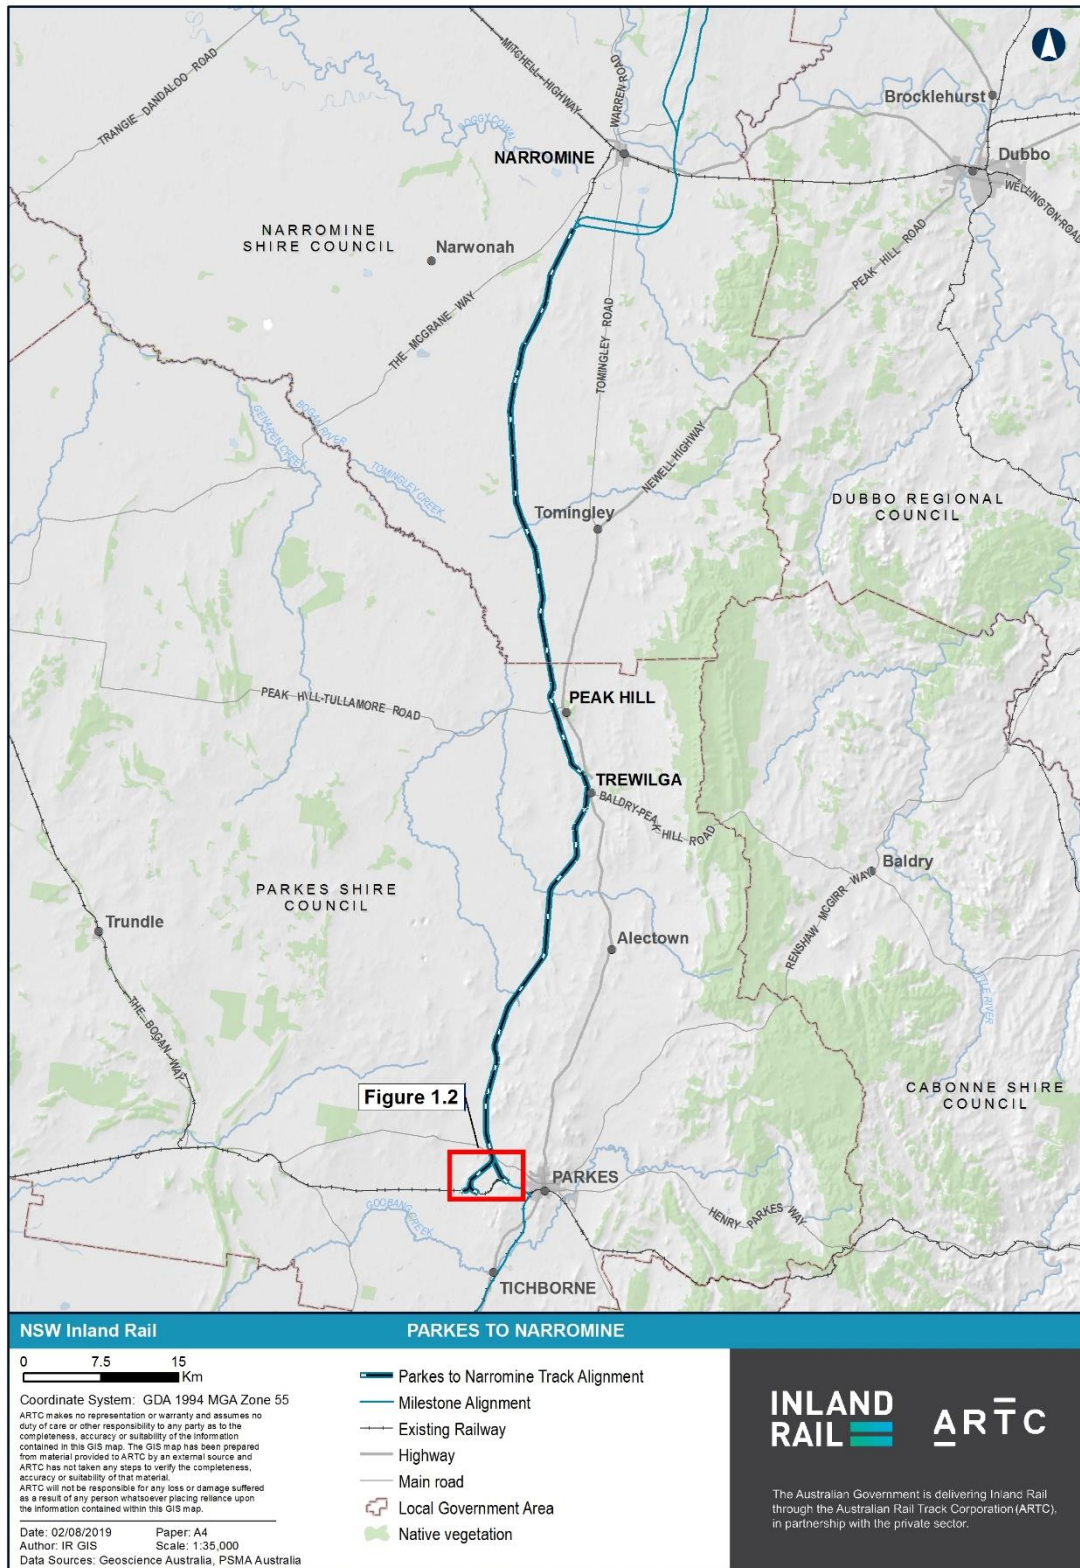 MITCHELL HIGHWAY
WARREN ROAD
TRANGIE DANDALOO ROAD
Brocklehurst
NARROMINE
Dubbo
WELLINGTON ROAD
NARROMINE
SHIRE COUNCIL
Narwonah
PEAK HILL ROAD
THE MCGRANE WAY
TOMINGLEY ROAD
GENAREN CREEK
BOGAN RIVER
TOMINGLEY CREEK
NEWELL HIGHWAY
DUBBO REGIONAL
COUNCIL
Tomingley
PEAK HILL-TULLAMORE ROAD
PEAK HILL
TREWILGA
BALDRY-PEAK HILL ROAD
Baldry
RENSHAW MCGIRR WAY
PARKES SHIRE
COUNCIL
Trundle
Alectown
LITTLE RIVER
THE BOGAN WAY
Figure 1.2
CABONNE SHIRE
COUNCIL
PARKES
GOOBANG CREEK
HENRY PARKES WAY
TICHBORNE
NSW Inland Rail
PARKES TO NARROMINE
0 7.5 15
Km
Coordinate System: GDA 1994 MGA Zone 55
ARTC makes no representation or warranty and assumes no
duty of care or other responsibility to any party as to the
completeness, accuracy or suitability of the information
contained in this GIS map. The GIS map has been prepared
from material provided to ARTC by an external source and
ARTC has not taken any steps to verify the completeness,
accuracy or suitability of that material.
ARTC will not be responsible for any loss or damage suffered
as a result of any person whatsoever placing reliance upon
the information contained within this GIS map.
Date: 02/08/2019 Paper: A4
Author: IR GIS Scale: 1:35,000
Data Sources: Geoscience Australia, PSMA Australia
Parkes to Narromine Track Alignment
Milestone Alignment
Existing Railway
Highway
Main road
Local Government Area
Native vegetation
INLAND
RAIL
ARTC
The Australian Government is delivering Inland Rail
through the Australian Rail Track Corporation (ARTC),
in partnership with the private sector.